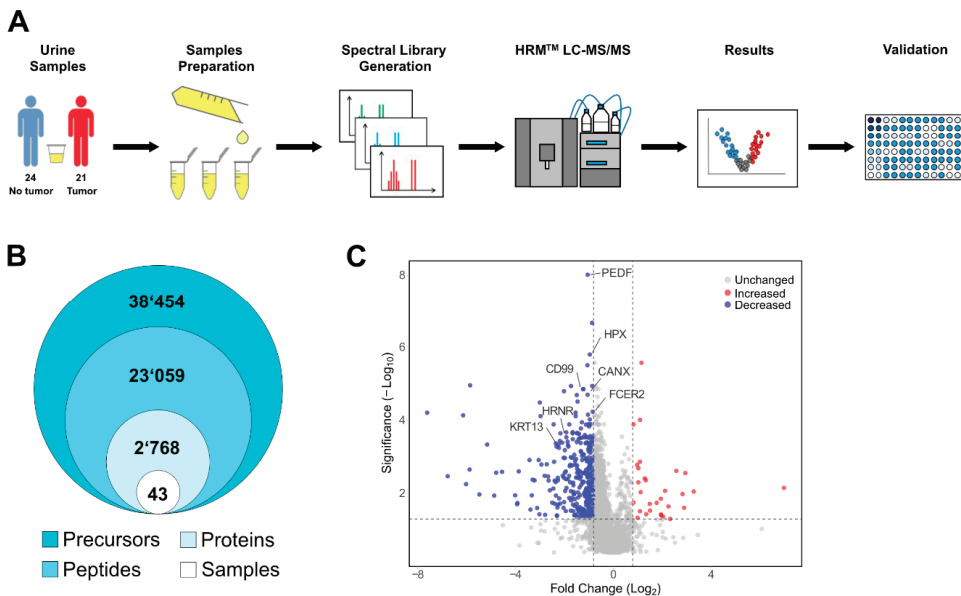 A
Urine
Samples
Samples
Preparation
Spectral Library
Generation
HRM™ LC-MS/MS
Results
Validation
24
No tumor
21
Tumor
B
38‘454
23‘059
2‘768
43
Precursors
Proteins
Peptides
Samples
C
Significance (−Log10)
8
6
4
2
PEDF
HPX
CD99
CANX
FCER2
HRNR
KRT13
Unchanged
Increased
Decreased
−8
−4
0
4
Fold Change (Log2)